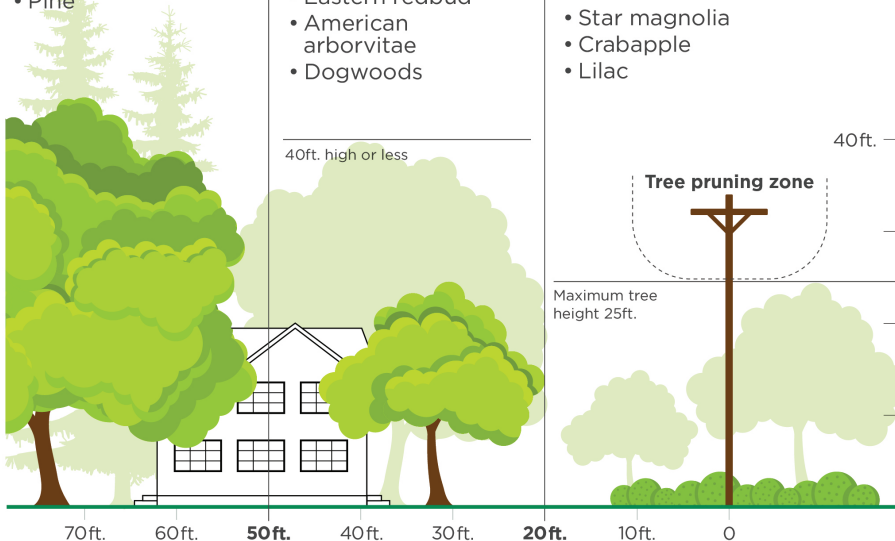 • Pine
Eastern redbud
• American
arborvitae
• Dogwoods
• Star magnolia
• Crabapple
• Lilac
40ft. high or less
40ft.
Tree pruning zone
Maximum tree
height 25ft.
70ft. 60ft. 50ft. 40ft. 30ft. 20ft. 10ft. 0